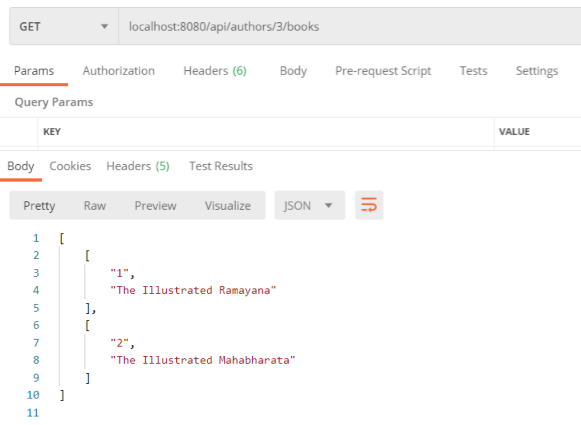 GET localhost:8080/api/authors/3/books
Params Authorization Headers (6) Body Pre-request Script Tests Settings
Query Params
KEY VALUE
Body Cookies Headers (5) Test Results
Pretty Raw Preview Visualize JSON
1 [
2 [
3 "1",
4 "The Illustrated Ramayana"
5 ],
6 [
7 "2",
8 "The Illustrated Mahabharata"
9 ]
10 ]
11